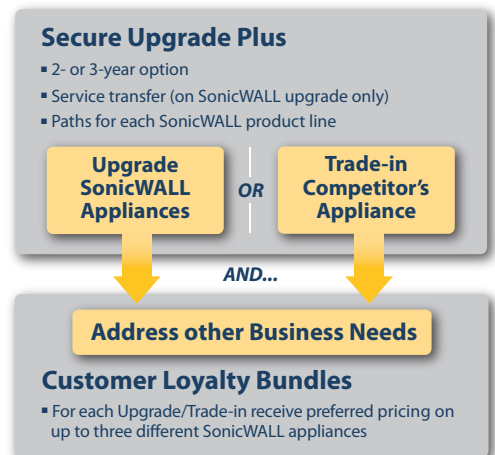 Secure Upgrade Plus
▪ 2- or 3-year option
▪ Service transfer (on SonicWALL upgrade only)
▪ Paths for each SonicWALL product line
Upgrade
SonicWALL
Appliances
OR
Trade-in
Competitor's
Appliance
AND...
Address other Business Needs
Customer Loyalty Bundles
▪ For each Upgrade/Trade-in receive preferred pricing on
up to three different SonicWALL appliances